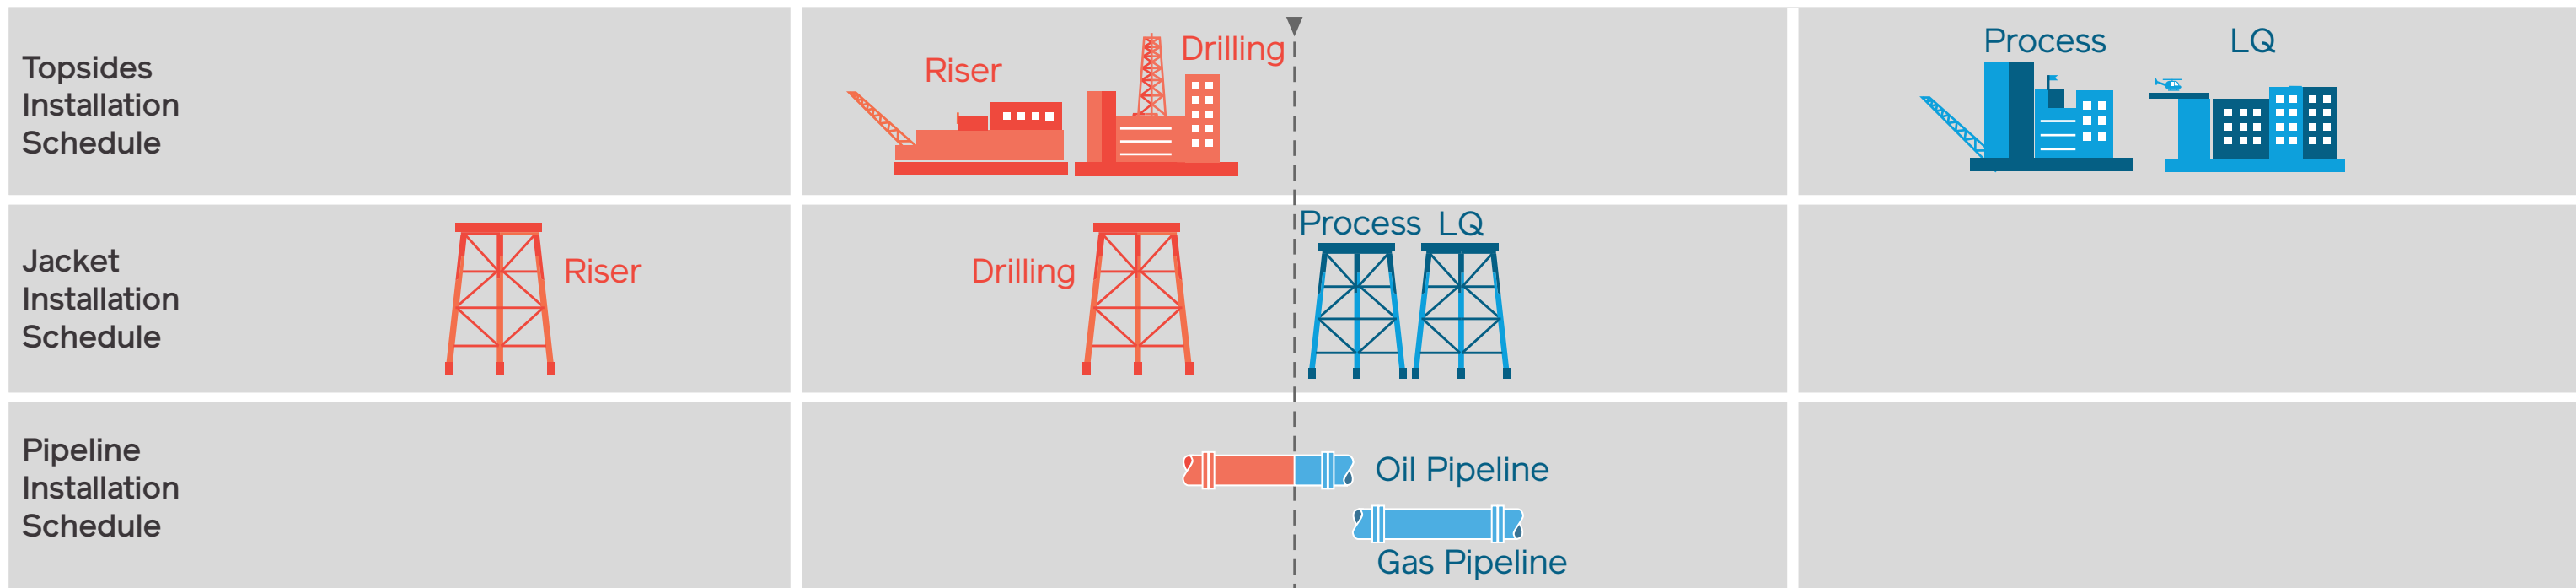 Topsides
Installation
Schedule
Riser
Drilling
Process
LQ
Jacket
Installation
Schedule
Riser
Drilling
Process
LQ
Pipeline
Installation
Schedule
Oil Pipeline
Gas Pipeline